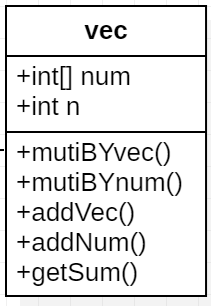 vec
+int[] num
+int n
+mutiBYvec()
+mutiBYnum()
+addVec()
+addNum()
+getSum()